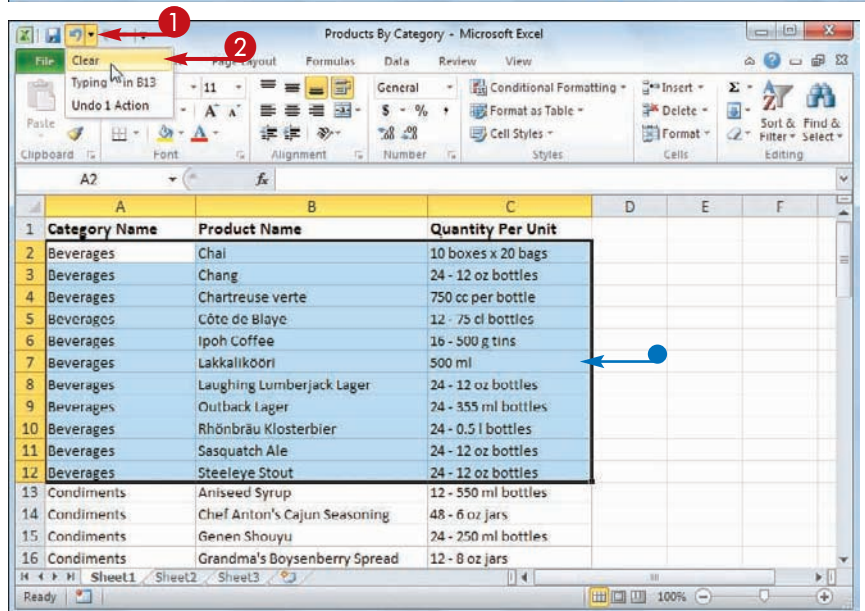 1
Products By Category - Microsoft Excel
2
File Page Layout Formulas Data Review View
Clear
Typing in B13
Undo 1 Action
Paste
11 A A
General
$ - % ,
Conditional Formatting
Format as Table
Cell Styles
Insert
Delete
Format
Σ
Sort & Filter Find & Select
Clipboard Font Alignment Number Styles Cells Editing
A2 fx
A B C D E F
1 Category Name Product Name Quantity Per Unit
2 Beverages Chai 10 boxes x 20 bags
3 Beverages Chang 24 - 12 oz bottles
4 Beverages Chartreuse verte 750 cc per bottle
5 Beverages Côte de Blaye 12 - 75 cl bottles
6 Beverages Ipoh Coffee 16 - 500 g tins
7 Beverages Lakkalikööri 500 ml
8 Beverages Laughing Lumberjack Lager 24 - 12 oz bottles
9 Beverages Outback Lager 24 - 355 ml bottles
10 Beverages Rhönbräu Klosterbier 24 - 0.5 l bottles
11 Beverages Sasquatch Ale 24 - 12 oz bottles
12 Beverages Steeleye Stout 24 - 12 oz bottles
13 Condiments Aniseed Syrup 12 - 550 ml bottles
14 Condiments Chef Anton's Cajun Seasoning 48 - 6 oz jars
15 Condiments Genen Shouyu 24 - 250 ml bottles
16 Condiments Grandma's Boysenberry Spread 12 - 8 oz jars
Sheet1 Sheet2 Sheet3
Ready 100%